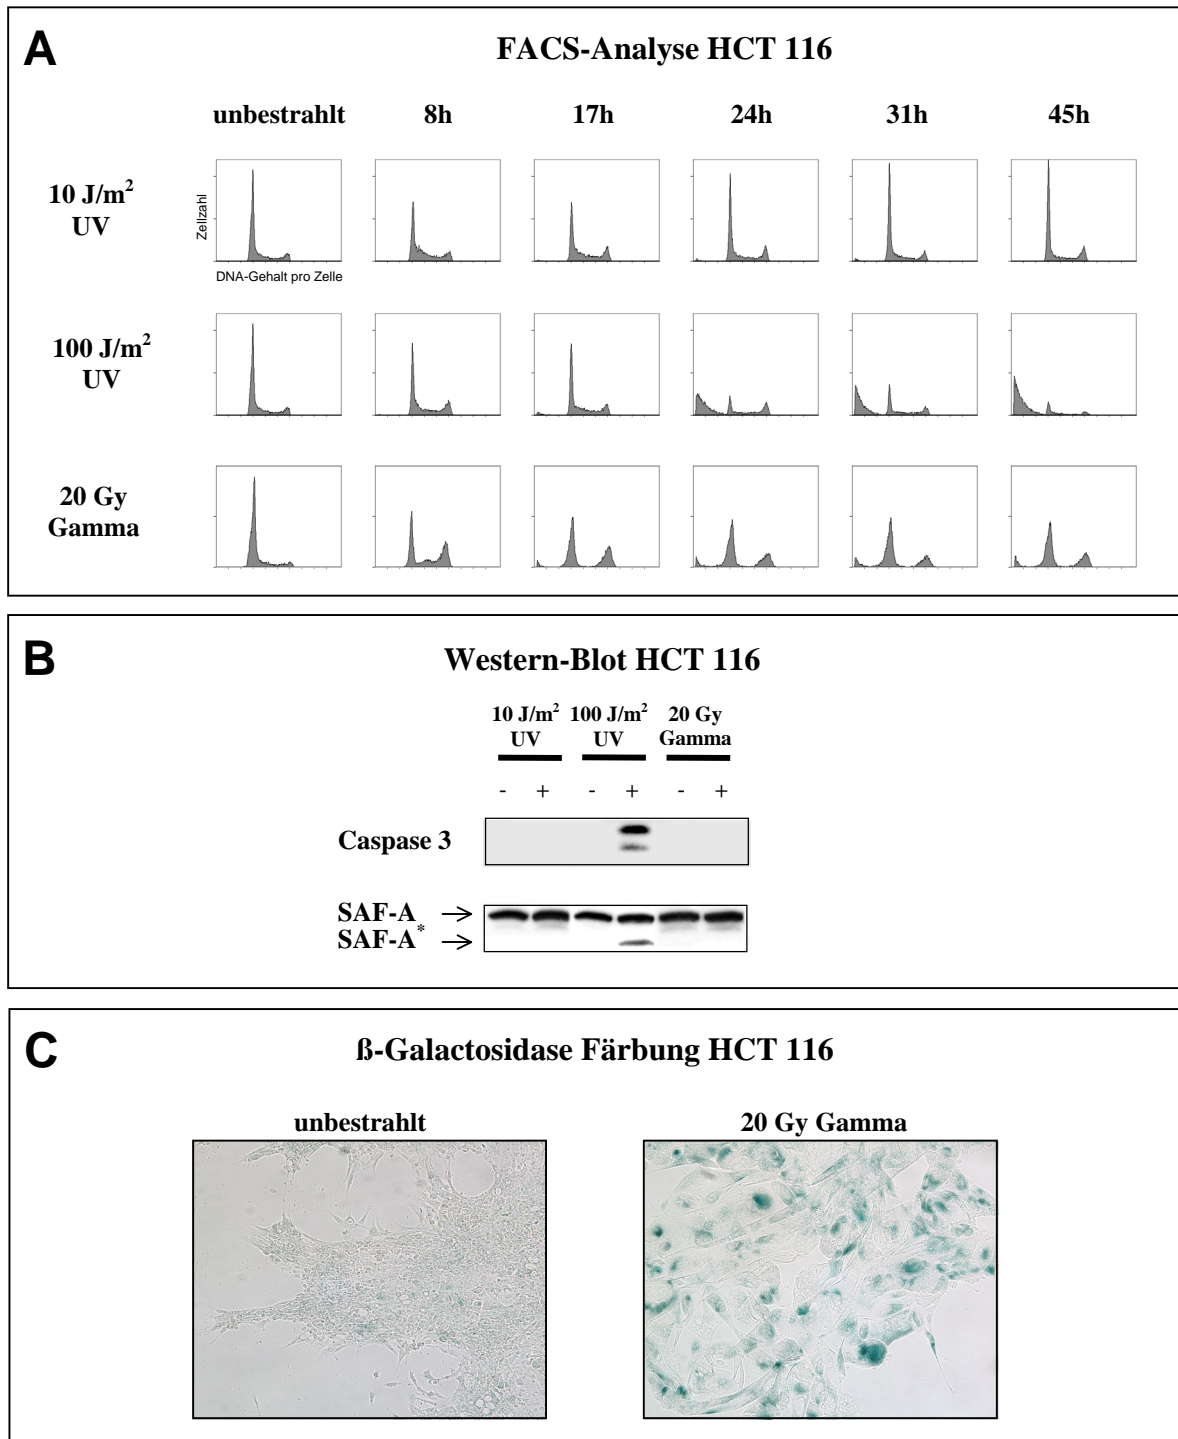 A
FACS-Analyse HCT 116
unbestrahlt 8h 17h 24h 31h 45h
10 J/m²
UV
Zellzahl
DNA-Gehalt pro Zelle
100 J/m²
UV
20 Gy
Gamma
B
Western-Blot HCT 116
10 J/m² 100 J/m² 20 Gy
UV UV Gamma
- + - + - +
Caspase 3
SAF-A →
SAF-A* →
C
ß-Galactosidase Färbung HCT 116
unbestrahlt 20 Gy Gamma